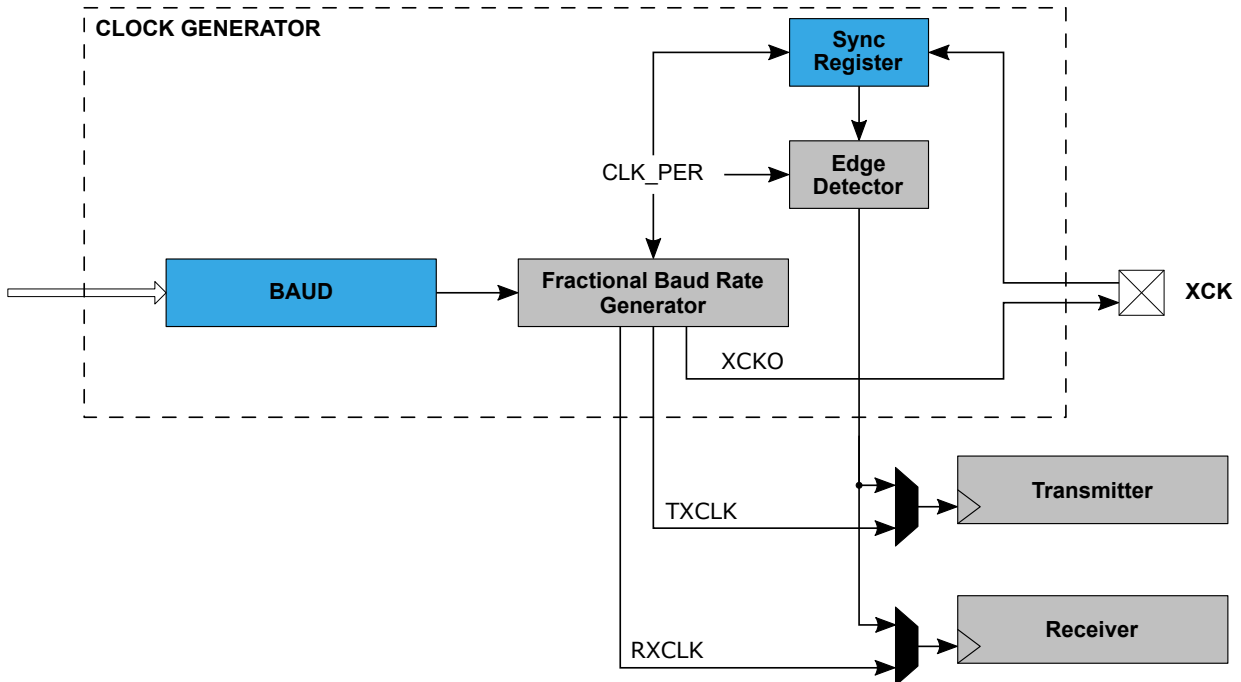 CLOCK GENERATOR
Sync
Register
CLK_PER
Edge
Detector
BAUD
Fractional Baud Rate
Generator
XCK
XCKO
TXCLK
Transmitter
RXCLK
Receiver